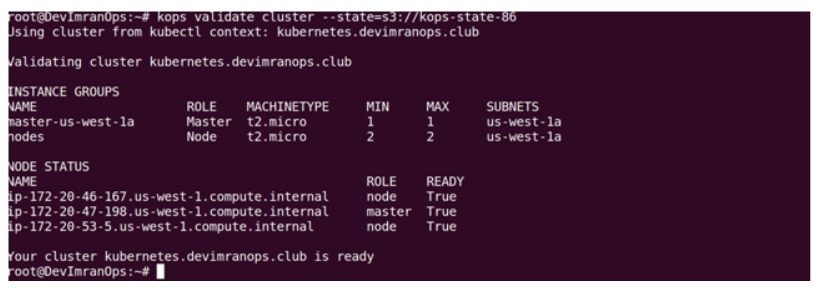 root@DevImranOps:~# kops validate cluster --state=s3://kops-state-86
Using cluster from kubectl context: kubernetes.devimranops.club
Validating cluster kubernetes.devimranops.club
INSTANCE GROUPS
NAME ROLE MACHINETYPE MIN MAX SUBNETS
master-us-west-1a Master t2.micro 1 1 us-west-1a
nodes Node t2.micro 2 2 us-west-1a
NODE STATUS
NAME ROLE READY
ip-172-20-46-167.us-west-1.compute.internal node True
ip-172-20-47-198.us-west-1.compute.internal master True
ip-172-20-53-5.us-west-1.compute.internal node True
Your cluster kubernetes.devimranops.club is ready
root@DevImranOps:~#